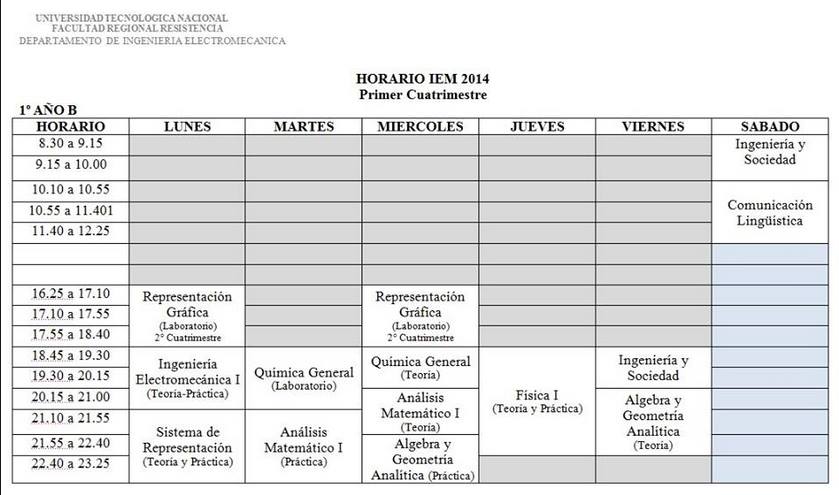 UNIVERSIDAD TECNOLOGICA NACIONAL
FACULTAD REGIONAL RESISTENCIA
DEPARTAMENTO DE INGENIERIA ELECTROMECANICA
HORARIO IEM 2014
Primer Cuatrimestre
1º AÑO B
HORARIO LUNES MARTES MIERCOLES JUEVES VIERNES SABADO
8.30 a 9.15
9.15 a 10.00
Ingeniería y
Sociedad
10.10 a 10.55
10.55 a 11.401
11.40 a 12.25
Comunicación
Lingüística
16.25 a 17.10
17.10 a 17.55
17.55 a 18.40
Representación
Gráfica
(Laboratorio)
2° Cuatrimestre
Representación
Gráfica
(Laboratorio)
2° Cuatrimestre
18.45 a 19.30
19.30 a 20.15
20.15 a 21.00
21.10 a 21.55
21.55 a 22.40
22.40 a 23.25
Ingeniería
Electromecánica I
(Teoría-Práctica)
Sistema de
Representación
(Teoría y Práctica)
Química General
(Laboratorio)
Análisis
Matemático I
(Práctica)
Química General
(Teoría)
Análisis
Matemático I
(Teoría)
Algebra y
Geometría
Analítica (Práctica)
Física I
(Teoría y Práctica)
Ingeniería y
Sociedad
Algebra y
Geometría
Analítica
(Teoría)